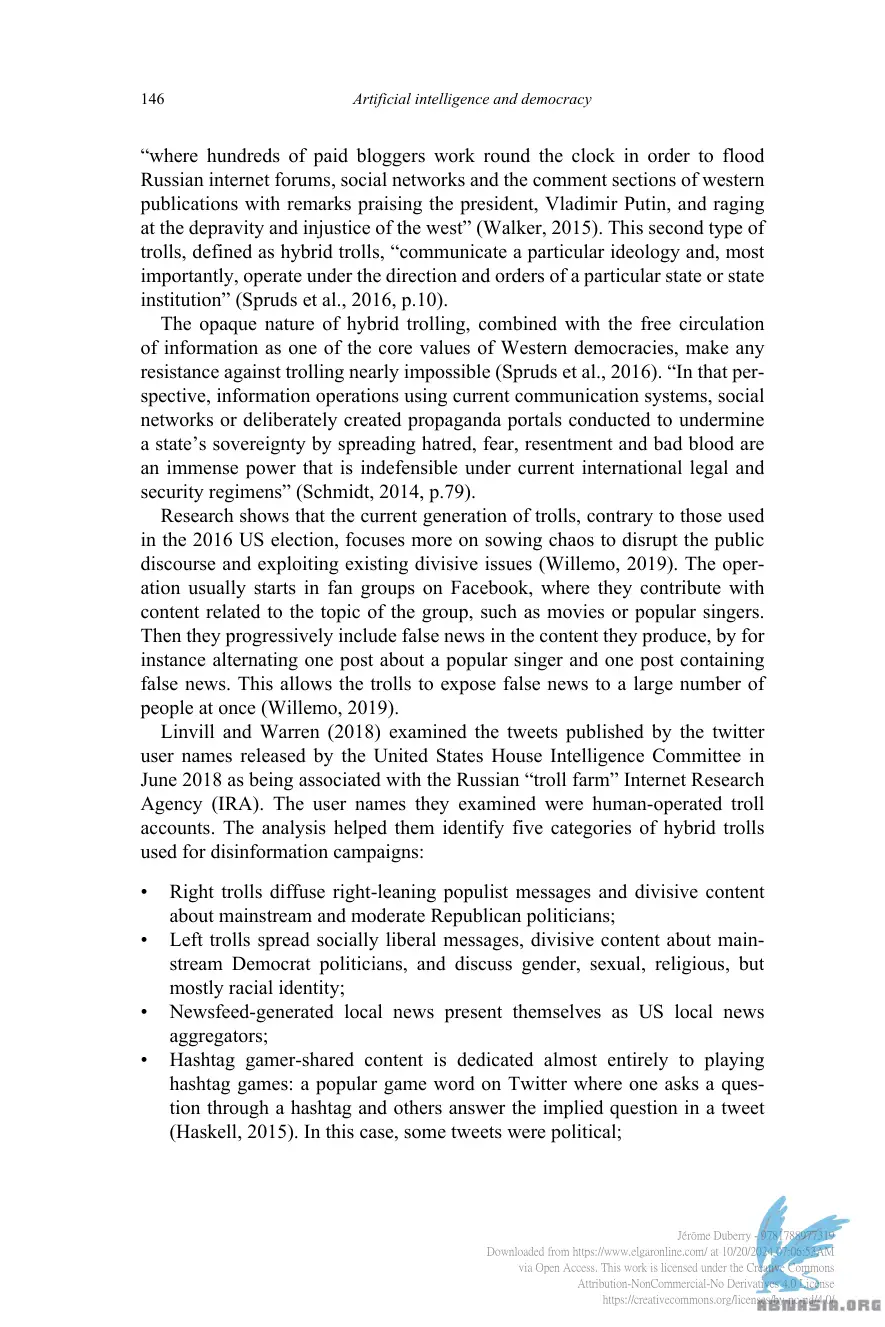 146
Artificial intelligence and democracy
“where hundreds of paid bloggers work round the clock in order to flood
Russian internet forums, social networks and the comment sections of western
publications with remarks praising the president, Vladimir Putin, and raging
at the depravity and injustice of the west” (Walker, 2015). This second type of
trolls, defined as hybrid trolls, “communicate a particular ideology and, most
importantly, operate under the direction and orders of a particular state or state
institution” (Spruds et al., 2016, p.10).
The opaque nature of hybrid trolling, combined with the free circulation
of information as one of the core values of Western democracies, make any
resistance against trolling nearly impossible (Spruds et al., 2016). “In that per-
spective, information operations using current communication systems, social
networks or deliberately created propaganda portals conducted to undermine
a state’s sovereignty by spreading hatred, fear, resentment and bad blood are
an immense power that is indefensible under current international legal and
security regimens” (Schmidt, 2014, p.79).
Research shows that the current generation of trolls, contrary to those used
in the 2016 US election, focuses more on sowing chaos to disrupt the public
discourse and exploiting existing divisive issues (Willemo, 2019). The oper-
ation usually starts in fan groups on Facebook, where they contribute with
content related to the topic of the group, such as movies or popular singers.
Then they progressively include false news in the content they produce, by for
instance alternating one post about a popular singer and one post containing
false news. This allows the trolls to expose false news to a large number of
people at once (Willemo, 2019).
Linvill and Warren (2018) examined the tweets published by the twitter
user names released by the United States House Intelligence Committee in
June 2018 as being associated with the Russian “troll farm” Internet Research
Agency (IRA). The user names they examined were human-operated troll
accounts. The analysis helped them identify five categories of hybrid trolls
used for disinformation campaigns:
• Right trolls diffuse right-leaning populist messages and divisive content
about mainstream and moderate Republican politicians;
• Left trolls spread socially liberal messages, divisive content about main-
stream Democrat politicians, and discuss gender, sexual, religious, but
mostly racial identity;
• Newsfeed-generated local news present themselves as US local news
aggregators;
• Hashtag gamer-shared content is dedicated almost entirely to playing
hashtag games: a popular game word on Twitter where one asks a ques-
tion through a hashtag and others answer the implied question in a tweet
(Haskell, 2015). In this case, some tweets were political;
Jérôme Duberry - 9781788977319
Downloaded from https://www.elgaronline.com/ at 10/20/2024 07:06:52AM
via Open Access. This work is licensed under the Creative Commons
Attribution-NonCommercial-No Derivatives 4.0 License
https://creativecommons.org/licenses/by-nc-nd/4.0/
ABTNASIA.ORG